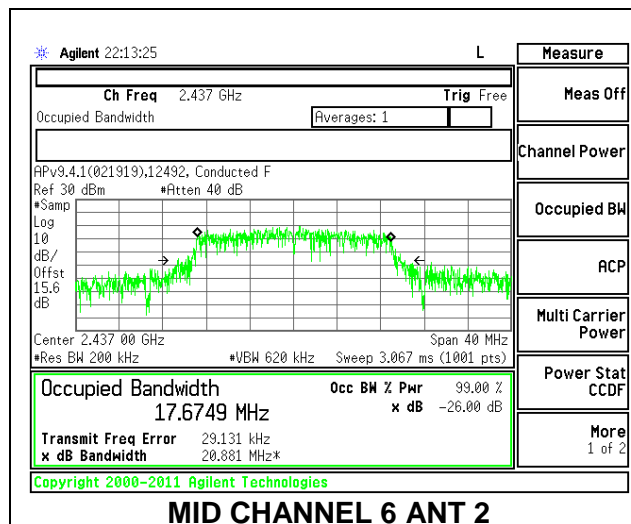 Agilent 22:13:25 L Measure
Ch Freq 2.437 GHz Trig Free
Occupied Bandwidth Averages: 1
APv9.4.1(021919),12492, Conducted F
Ref 30 dBm #Atten 40 dB
#Samp
Log
10
dB/
Offst
15.6
dB
Center 2.437 00 GHz Span 40 MHz
#Res BW 200 kHz #VBW 620 kHz Sweep 3.067 ms (1001 pts)
Occupied Bandwidth Occ BW % Pwr 99.00 %
17.6749 MHz x dB -26.00 dB
Transmit Freq Error 29.131 kHz
x dB Bandwidth 20.881 MHz*
Meas Off
Channel Power
Occupied BW
ACP
Multi Carrier
Power
Power Stat
CCDF
More
1 of 2
Copyright 2000-2011 Agilent Technologies
MID CHANNEL 6 ANT 2